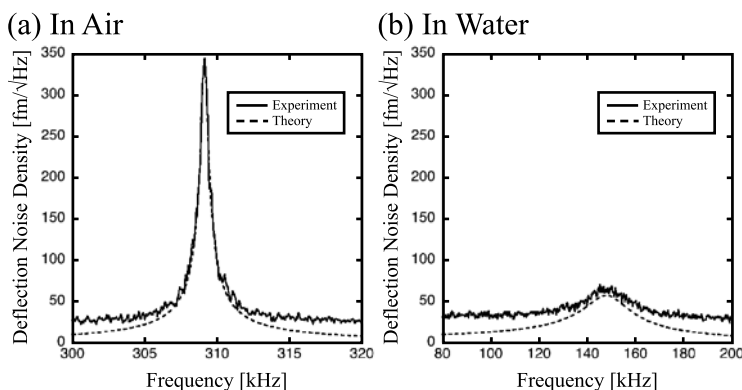 (a) In Air
Deflection Noise Density [fm/√Hz]
350
300
250
200
150
100
50
0
Experiment
Theory
300
305
310
315
320
Frequency [kHz]
(b) In Water
Deflection Noise Density [fm/√Hz]
350
300
250
200
150
100
50
0
Experiment
Theory
80
100
120
140
160
180
200
Frequency [kHz]